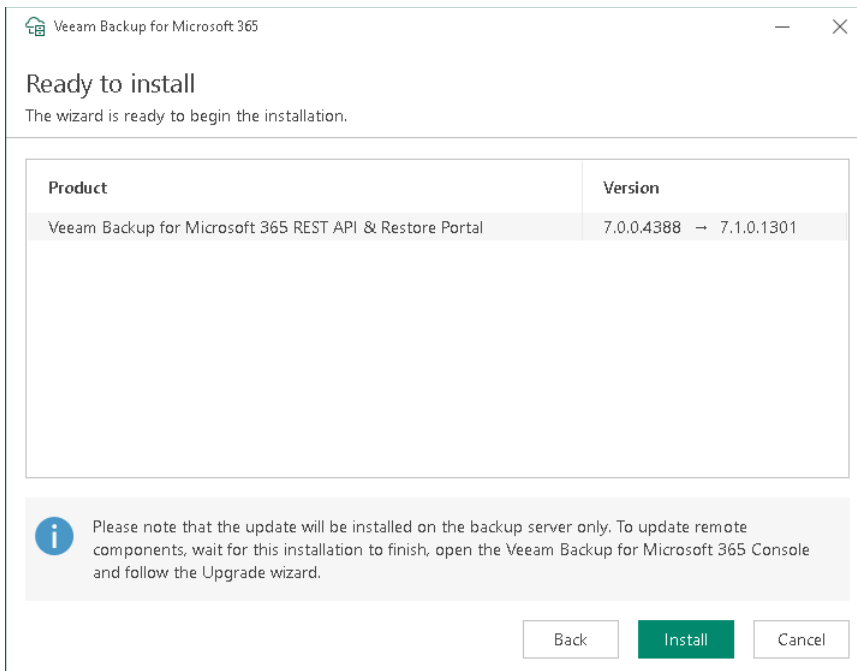 Veeam Backup for Microsoft 365
Ready to install
The wizard is ready to begin the installation.
Product Version
Veeam Backup for Microsoft 365 REST API & Restore Portal 7.0.0.4388 → 7.1.0.1301
Please note that the update will be installed on the backup server only. To update remote
components, wait for this installation to finish, open the Veeam Backup for Microsoft 365 Console
and follow the Upgrade wizard.
Back Install Cancel